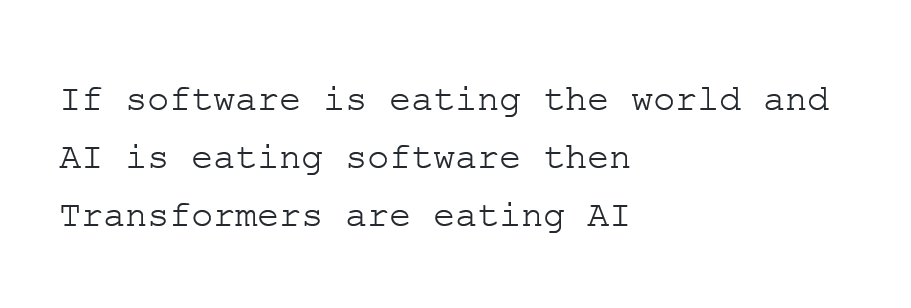 If software is eating the world and
AI is eating software then
Transformers are eating AI